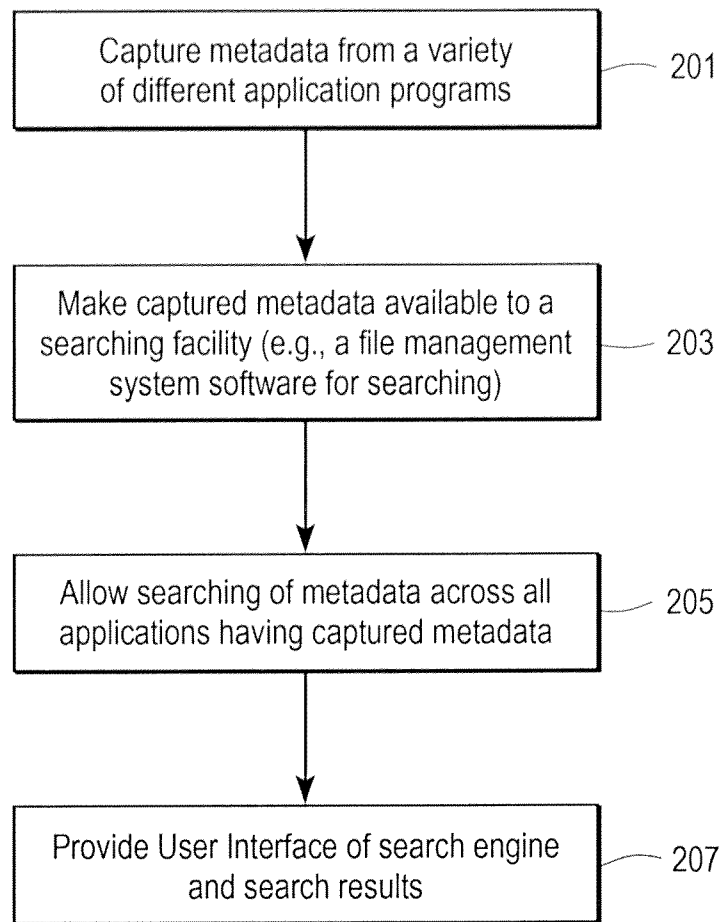 Capture metadata from a variety
of different application programs
201
Make captured metadata available to a
searching facility (e.g., a file management
system software for searching)
203
Allow searching of metadata across all
applications having captured metadata
205
Provide User Interface of search engine
and search results
207